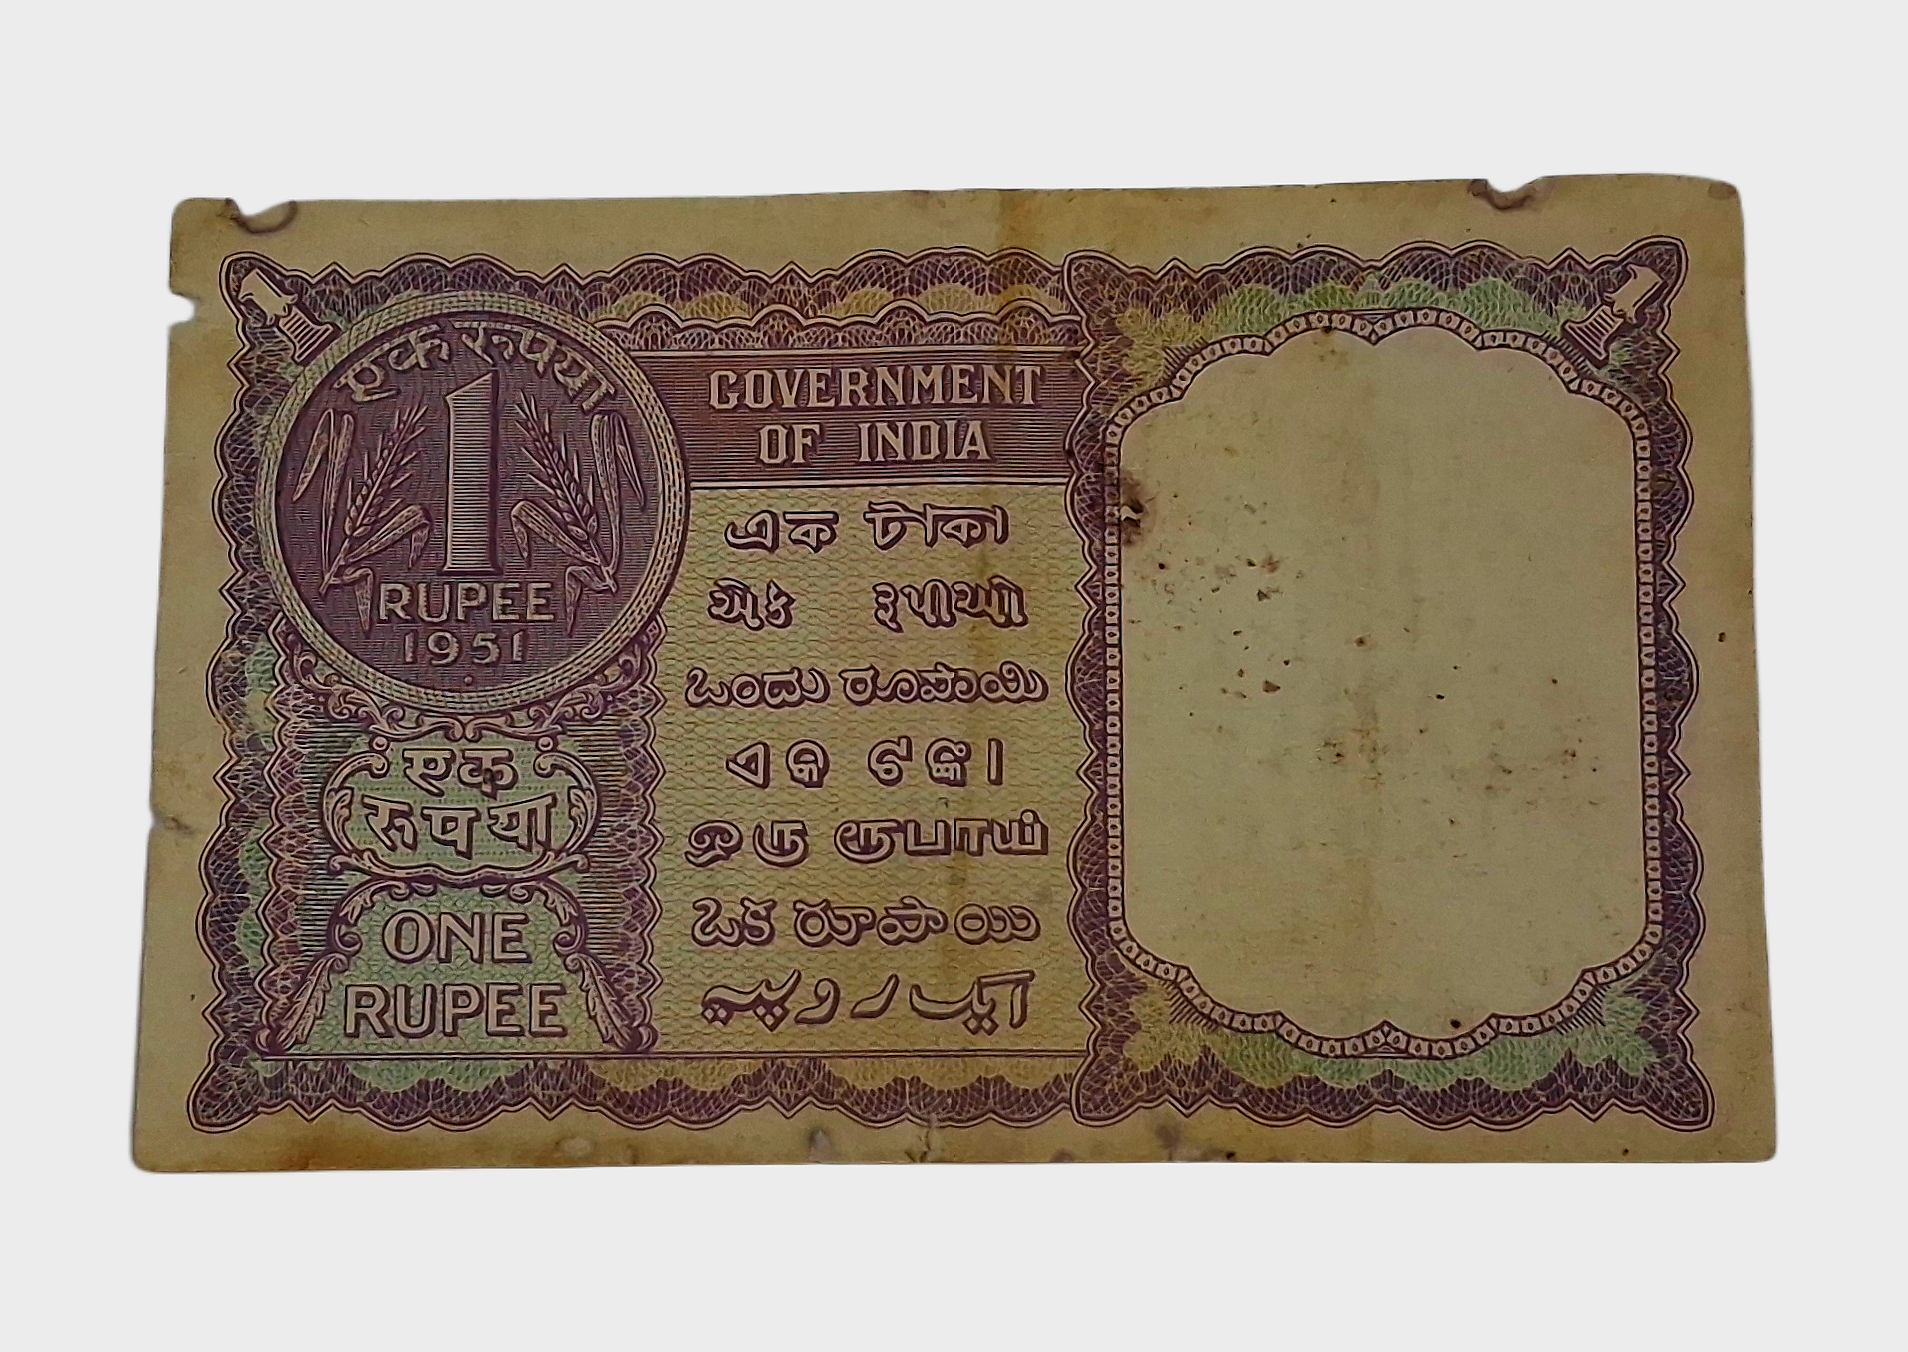 एक रूपया
1
RUPEE
1951
एक
रूपया
ONE
RUPEE
GOVERNMENT
OF INDIA
এক টাকা
એક રૂપીઓ
ಒಂದು ರೂಪಾಯಿ
ଏକ ଟଙ୍କା
ஒரு ரூபாய்
ఒక రూపాయి
ایک روپیہ